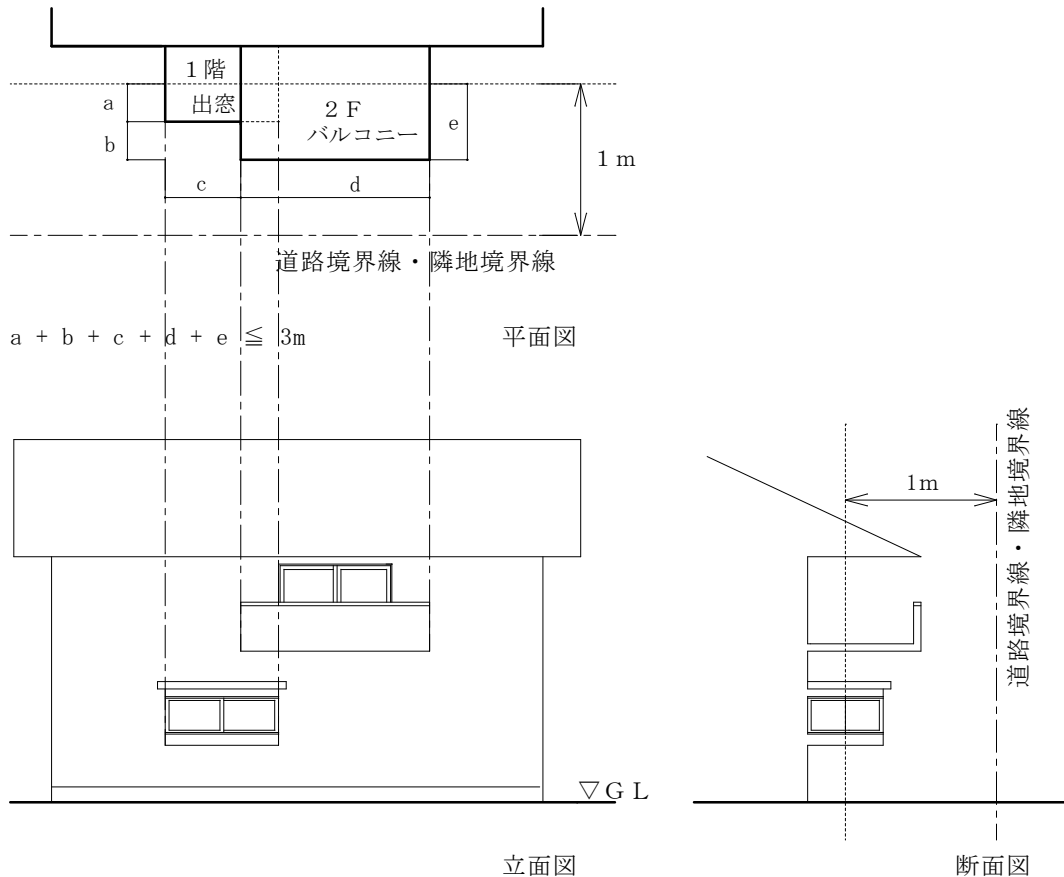 1階
出窓
2F
バルコニー
a
b
c
d
e
1m
道路境界線・隣地境界線
a + b + c + d + e ≦ 3m
平面図
1m
道路境界線・隣地境界線
▽GL
立面図
断面図